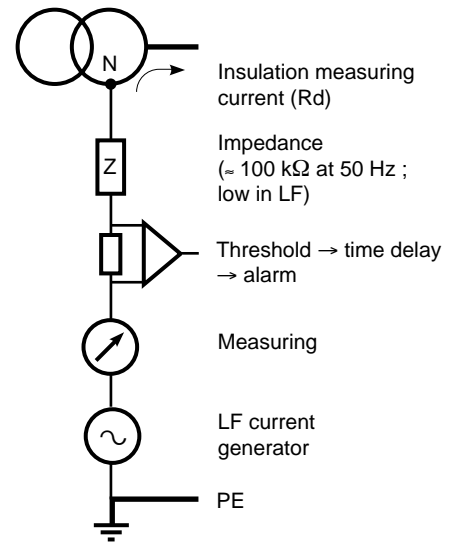 N
Insulation measuring
current (Rd)
Z
Impedance
(≈ 100 kΩ at 50 Hz ;
low in LF)
Threshold → time delay
→ alarm
Measuring
LF current
generator
PE